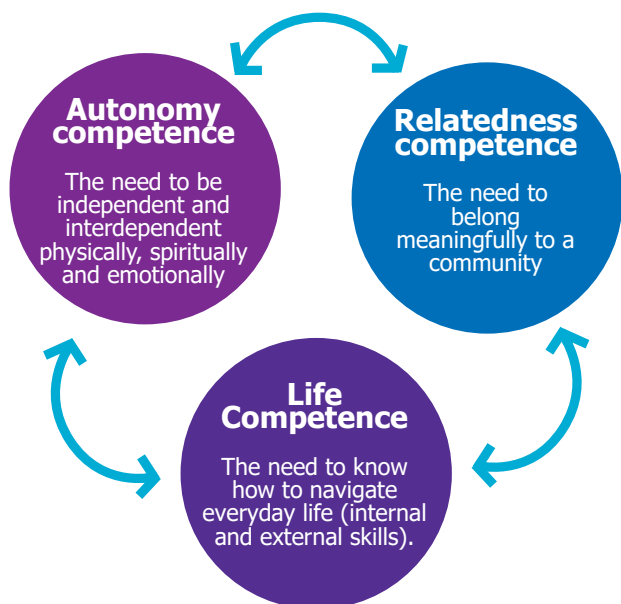 Autonomy
competence
The need to be
independent and
interdependent
physically, spiritually
and emotionally
Relatedness
competence
The need to
belong
meaningfully to a
community
Life
Competence
The need to know
how to navigate
everyday life (internal
and external skills).